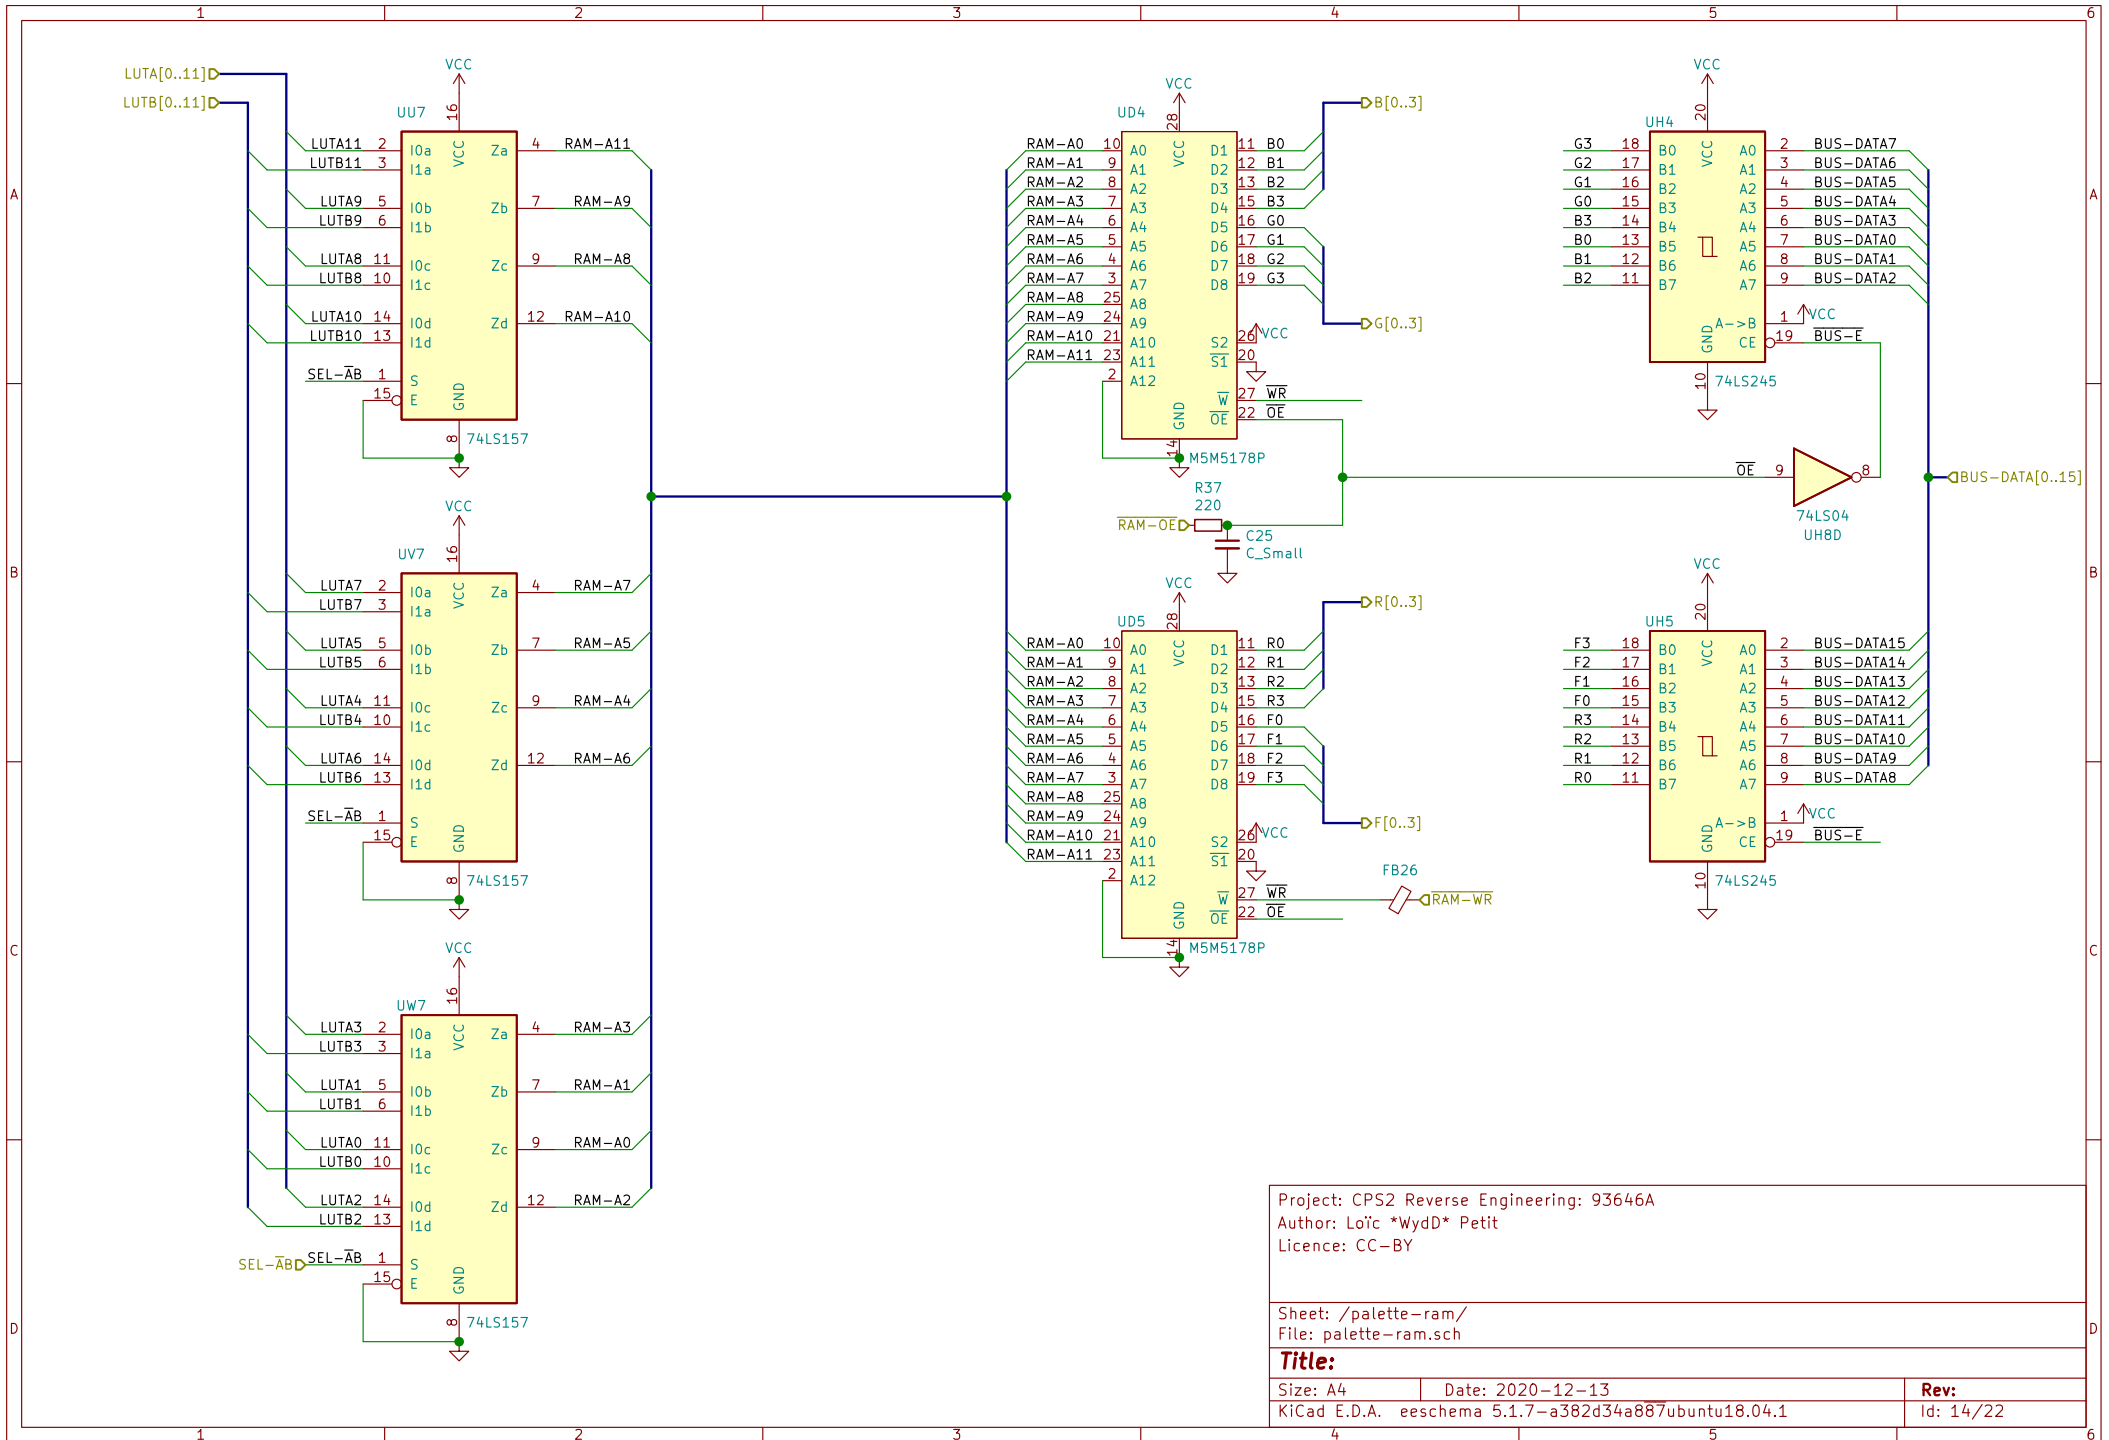 1 2 3 4 5 6
A
B
C
D
LUTA[0..11]
LUTB[0..11]
VCC
UU7
16
LUTA11 2 I0a VCC Za 4 RAM-A11
LUTB11 3 I1a
LUTA9 5 I0b Zb 7 RAM-A9
LUTB9 6 I1b
LUTA8 11 I0c Zc 9 RAM-A8
LUTB8 10 I1c
LUTA10 14 I0d Zd 12 RAM-A10
LUTB10 13 I1d
SEL-A̅B 1 S
15 E GND
8 74LS157
VCC
UV7
16
LUTA7 2 I0a VCC Za 4 RAM-A7
LUTB7 3 I1a
LUTA5 5 I0b Zb 7 RAM-A5
LUTB5 6 I1b
LUTA4 11 I0c Zc 9 RAM-A4
LUTB4 10 I1c
LUTA6 14 I0d Zd 12 RAM-A6
LUTB6 13 I1d
SEL-A̅B 1 S
15 E GND
8 74LS157
VCC
UW7
16
LUTA3 2 I0a VCC Za 4 RAM-A3
LUTB3 3 I1a
LUTA1 5 I0b Zb 7 RAM-A1
LUTB1 6 I1b
LUTA0 11 I0c Zc 9 RAM-A0
LUTB0 10 I1c
LUTA2 14 I0d Zd 12 RAM-A2
LUTB2 13 I1d
SEL-A̅B SEL-A̅B 1 S
15 E GND
8 74LS157
VCC
UD4
28
RAM-A0 10 A0 VCC D1 11 B0
RAM-A1 9 A1 D2 12 B1
RAM-A2 8 A2 D3 13 B2
RAM-A3 7 A3 D4 15 B3
RAM-A4 6 A4 D5 16 G0
RAM-A5 5 A5 D6 17 G1
RAM-A6 4 A6 D7 18 G2
RAM-A7 3 A7 D8 19 G3
RAM-A8 25 A8
RAM-A9 24 A9
RAM-A10 21 A10 S2 26 VCC
RAM-A11 23 A11 S1 20
2 A12
W 27 WR
GND OE 22 OE
14 M5M5178P
B[0..3]
G[0..3]
R37
220
RAM-OE
C25
C_Small
VCC
UD5
28
RAM-A0 10 A0 VCC D1 11 R0
RAM-A1 9 A1 D2 12 R1
RAM-A2 8 A2 D3 13 R2
RAM-A3 7 A3 D4 15 R3
RAM-A4 6 A4 D5 16 F0
RAM-A5 5 A5 D6 17 F1
RAM-A6 4 A6 D7 18 F2
RAM-A7 3 A7 D8 19 F3
RAM-A8 25 A8
RAM-A9 24 A9
RAM-A10 21 A10 S2 26 VCC
RAM-A11 23 A11 S1 20
2 A12
W 27 WR
GND OE 22 OE
14 M5M5178P
R[0..3]
F[0..3]
FB26
RAM-WR
VCC
UH4
20
G3 18 B0 VCC A0 2 BUS-DATA7
G2 17 B1 A1 3 BUS-DATA6
G1 16 B2 A2 4 BUS-DATA5
G0 15 B3 A3 5 BUS-DATA4
B3 14 B4 A4 6 BUS-DATA3
B0 13 B5 A5 7 BUS-DATA0
B1 12 B6 A6 8 BUS-DATA1
B2 11 B7 A7 9 BUS-DATA2
A->B 1 VCC
GND CE 19 BUS-E
10 74LS245
OE 9 8
74LS04
UH8D
BUS-DATA[0..15]
VCC
UH5
20
F3 18 B0 VCC A0 2 BUS-DATA15
F2 17 B1 A1 3 BUS-DATA14
F1 16 B2 A2 4 BUS-DATA13
F0 15 B3 A3 5 BUS-DATA12
R3 14 B4 A4 6 BUS-DATA11
R2 13 B5 A5 7 BUS-DATA10
R1 12 B6 A6 8 BUS-DATA9
R0 11 B7 A7 9 BUS-DATA8
A->B 1 VCC
GND CE 19 BUS-E
10 74LS245
A
B
C
D
Project: CPS2 Reverse Engineering: 93646A
Author: Loïc *WydD* Petit
Licence: CC-BY
Sheet: /palette-ram/
File: palette-ram.sch
Title:
Size: A4 Date: 2020-12-13 Rev:
KiCad E.D.A. eeschema 5.1.7-a382d34a887ubuntu18.04.1 Id: 14/22
1 2 3 4 5 6